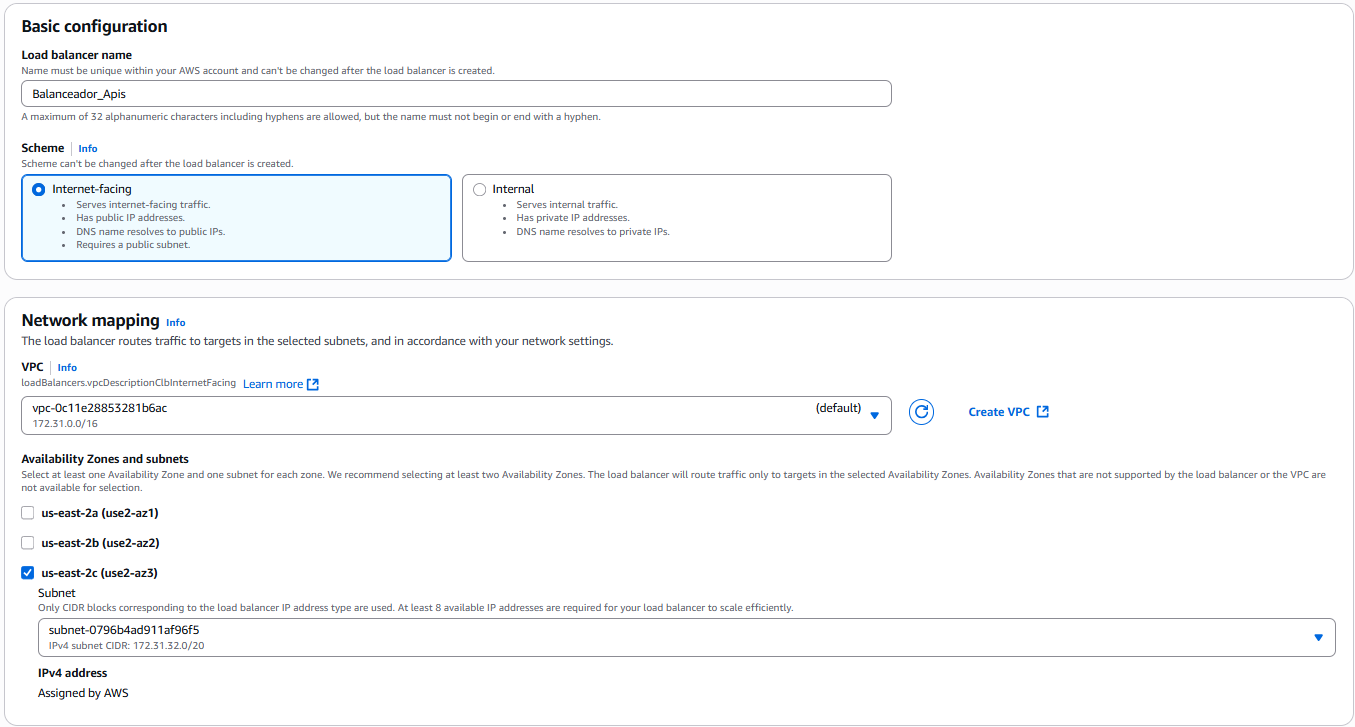 Basic configuration
Load balancer name
Name must be unique within your AWS account and can't be changed after the load balancer is created.
Balanceador_Apis
A maximum of 32 alphanumeric characters including hyphens are allowed, but the name must not begin or end with a hyphen.
Scheme | Info
Scheme can't be changed after the load balancer is created.
Internet-facing
• Serves internet-facing traffic.
• Has public IP addresses.
• DNS name resolves to public IPs.
• Requires a public subnet.
Internal
• Serves internal traffic.
• Has private IP addresses.
• DNS name resolves to private IPs.
Network mapping Info
The load balancer routes traffic to targets in the selected subnets, and in accordance with your network settings.
VPC | Info
loadBalancers.vpcDescriptionClbInternetFacing Learn more
vpc-0c11e28853281b6ac (default)
172.31.0.0/16
Create VPC
Availability Zones and subnets
Select at least one Availability Zone and one subnet for each zone. We recommend selecting at least two Availability Zones. The load balancer will route traffic only to targets in the selected Availability Zones. Availability Zones that are not supported by the load balancer or the VPC are
not available for selection.
us-east-2a (use2-az1)
us-east-2b (use2-az2)
us-east-2c (use2-az3)
Subnet
Only CIDR blocks corresponding to the load balancer IP address type are used. At least 8 available IP addresses are required for your load balancer to scale efficiently.
subnet-0796b4ad911af96f5
IPv4 subnet CIDR: 172.31.32.0/20
IPv4 address
Assigned by AWS